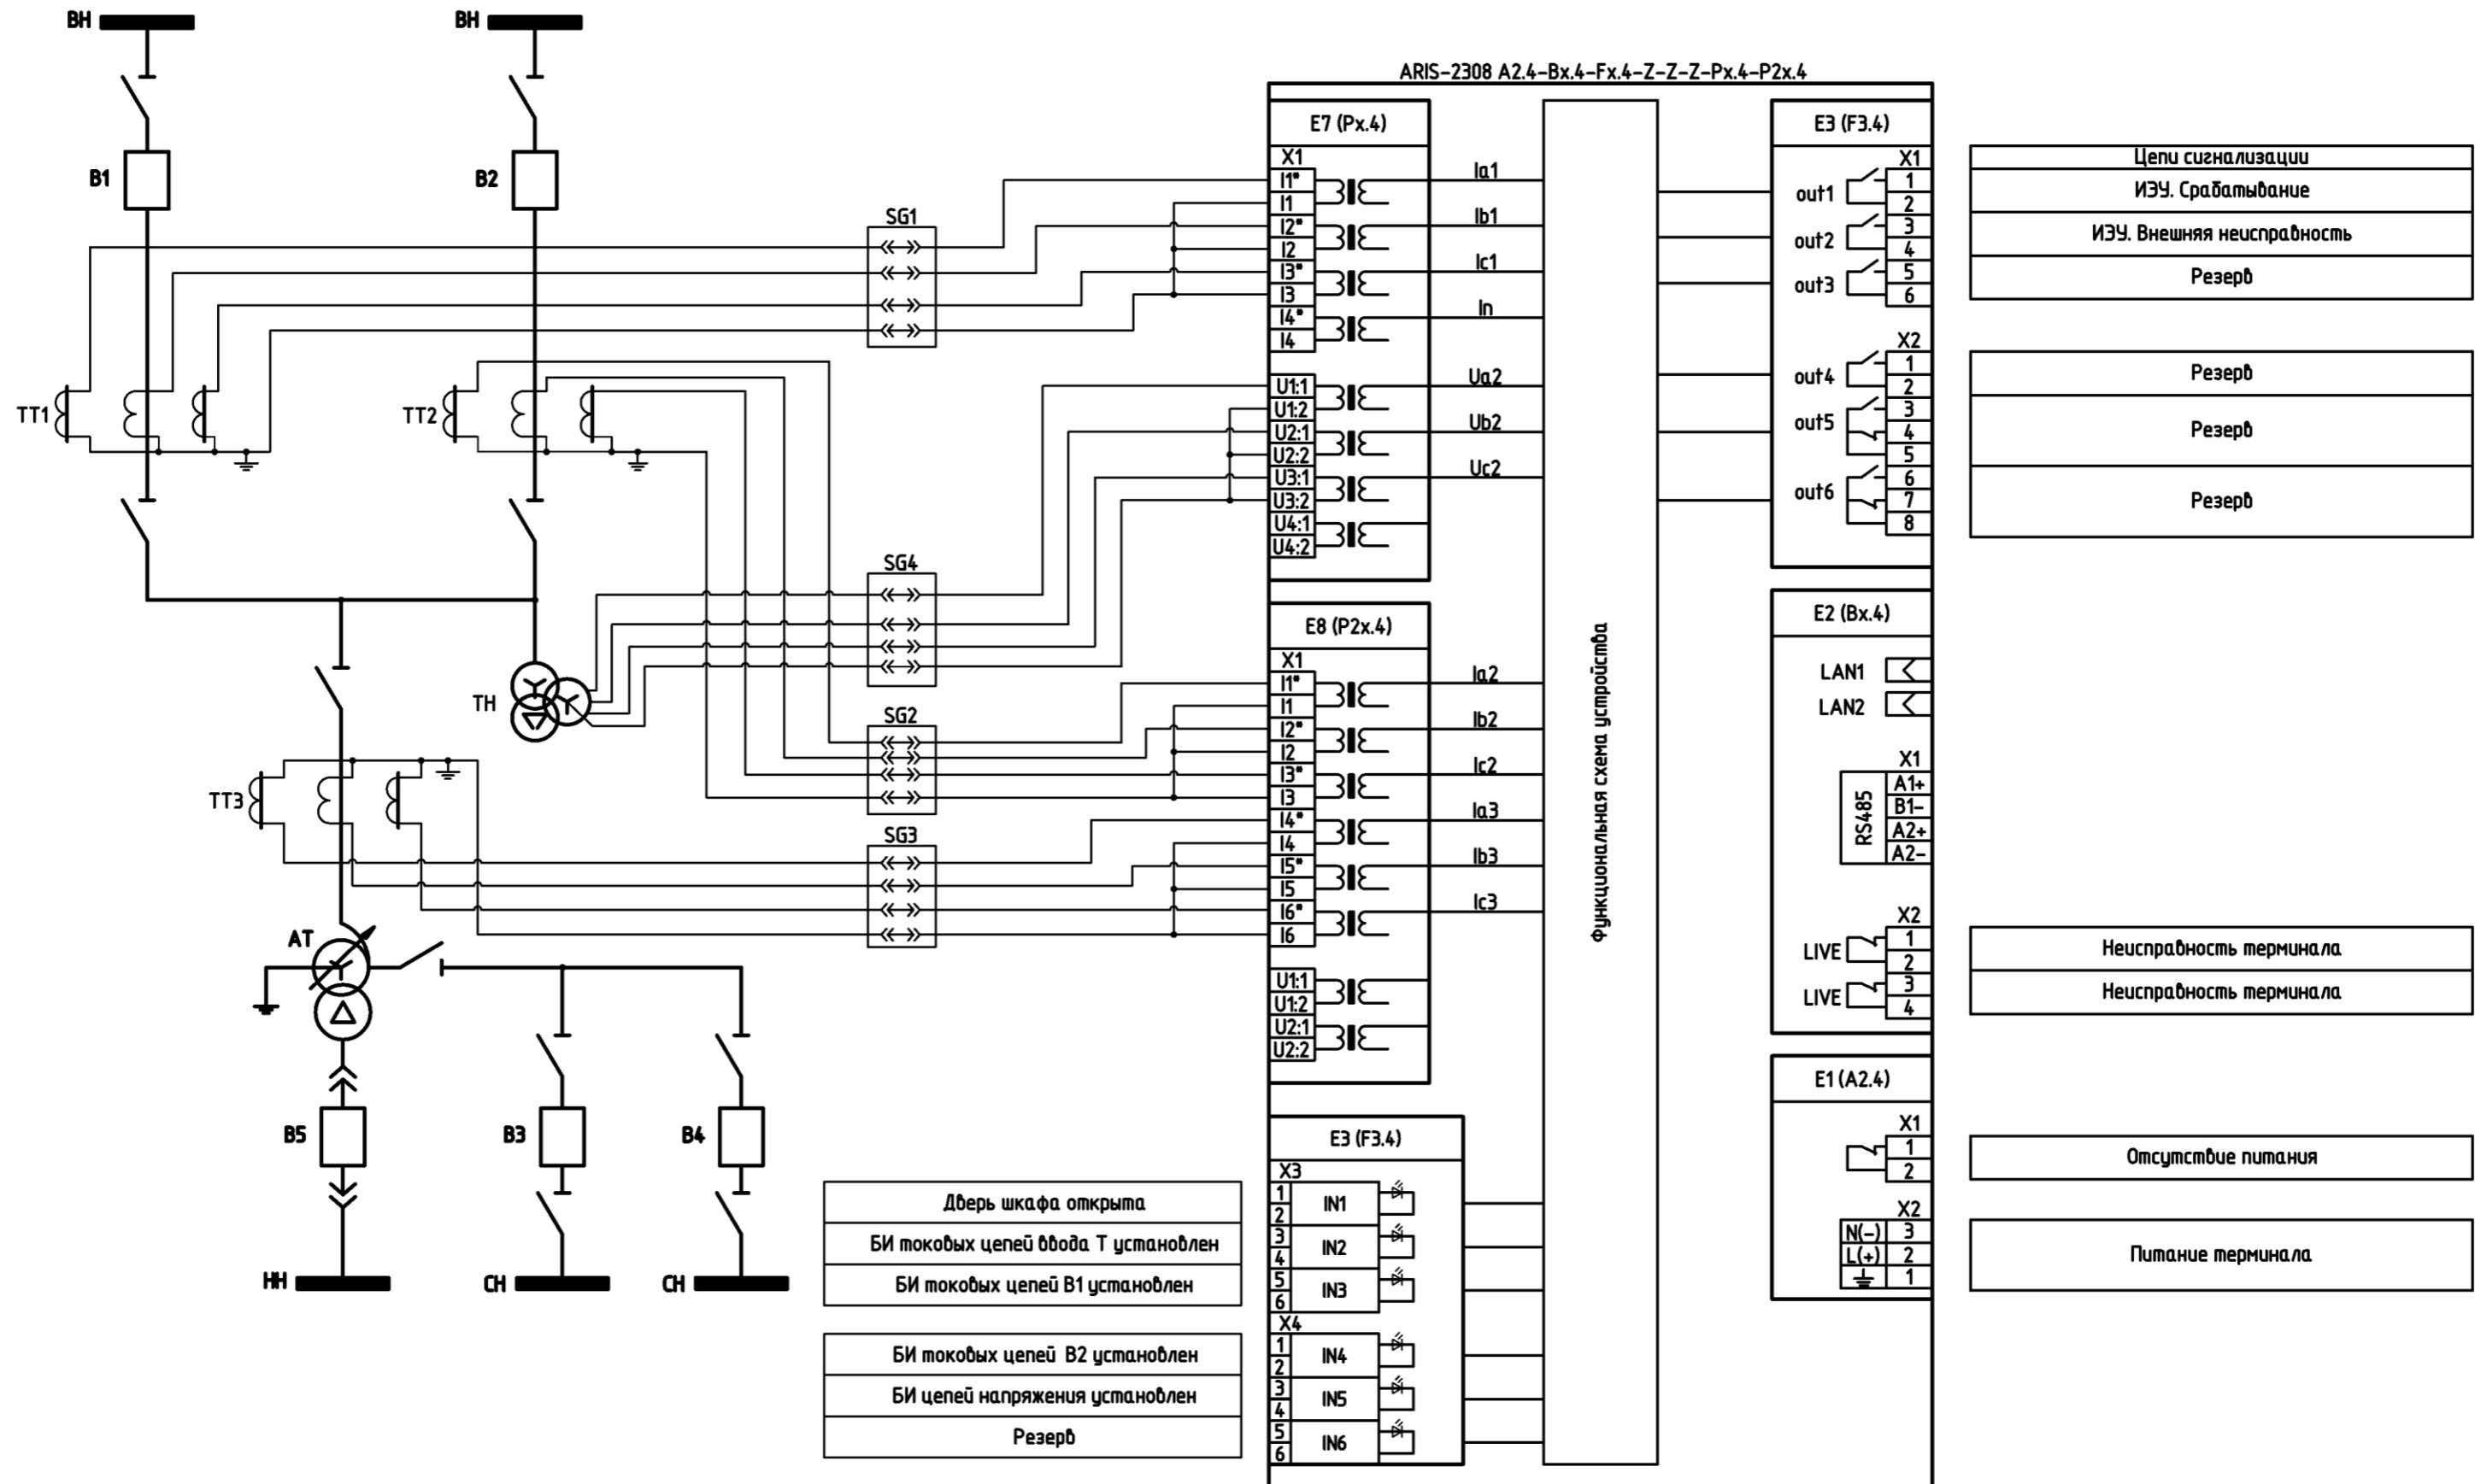 ВН
ВН
В1
В2
ТТ1
ТТ2
ТН
ТТ3
АТ
В5
В3
В4
НН
СН
СН
SG1
SG4
SG2
SG3
ARIS-2308 A2.4-Bx.4-Fx.4-Z-Z-Z-Px.4-P2x.4
E7 (Px.4)
X1
I1*
I1
I2*
I2
I3*
I3
I4*
I4
U1:1
U1:2
U2:1
U2:2
U3:1
U3:2
U4:1
U4:2
Ia1
Ib1
Ic1
In
Ua2
Ub2
Uc2
E8 (P2x.4)
X1
I1*
I1
I2*
I2
I3*
I3
I4*
I4
I5*
I5
I6*
I6
U1:1
U1:2
U2:1
U2:2
Ia2
Ib2
Ic2
Ia3
Ib3
Ic3
Функциональная схема устройства
Дверь шкафа открыта
БИ токовых цепей ввода Т установлен
БИ токовых цепей В1 установлен
БИ токовых цепей В2 установлен
БИ цепей напряжения установлен
Резерв
E3 (F3.4)
X3
1
2
IN1
3
4
IN2
5
6
IN3
X4
1
2
IN4
3
4
IN5
5
6
IN6
E3 (F3.4)
X1
out1
1
2
out2
3
4
out3
5
6
X2
out4
1
2
out5
3
4
5
out6
6
7
8
Цепи сигнализации
ИЭУ. Срабатывание
ИЭУ. Внешняя неисправность
Резерв
Резерв
Резерв
Резерв
E2 (Bx.4)
LAN1
LAN2
X1
RS485
A1+
B1-
A2+
A2-
X2
LIVE
1
2
LIVE
3
4
Неисправность терминала
Неисправность терминала
E1 (A2.4)
X1
1
2
Отсутствие питания
X2
N(-) 3
L(+) 2
1
Питание терминала